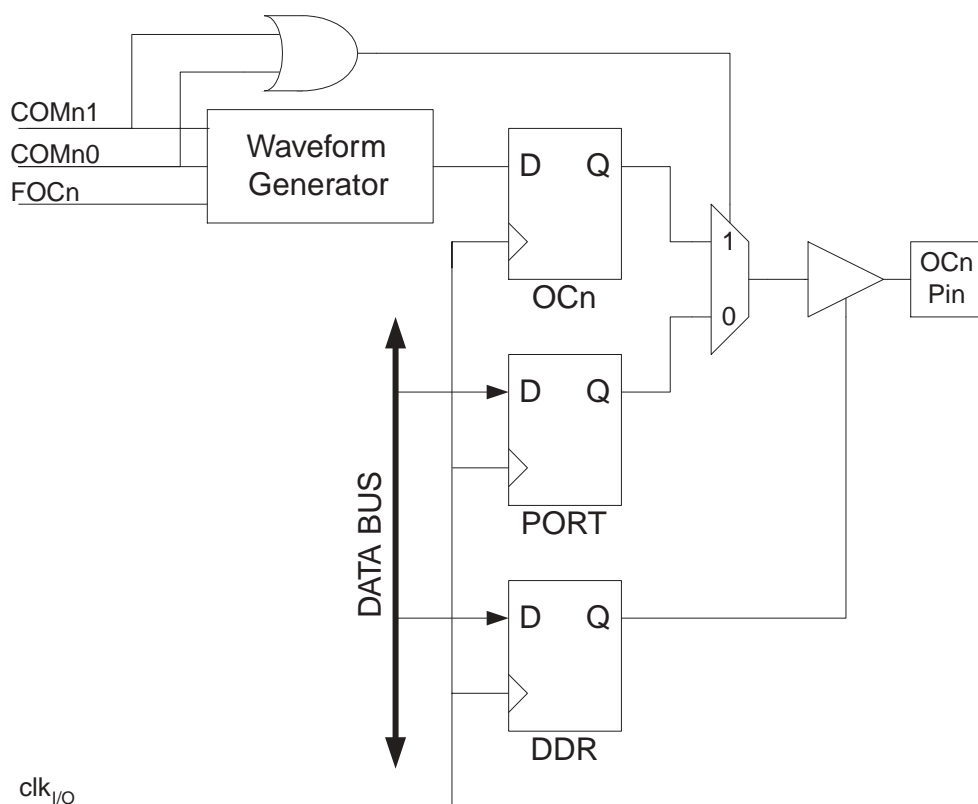 COMn1
COMn0
FOCn
Waveform
Generator
D Q
OCn
1
0
OCn
Pin
D Q
PORT
DATA BUS
D Q
DDR
clkI/O